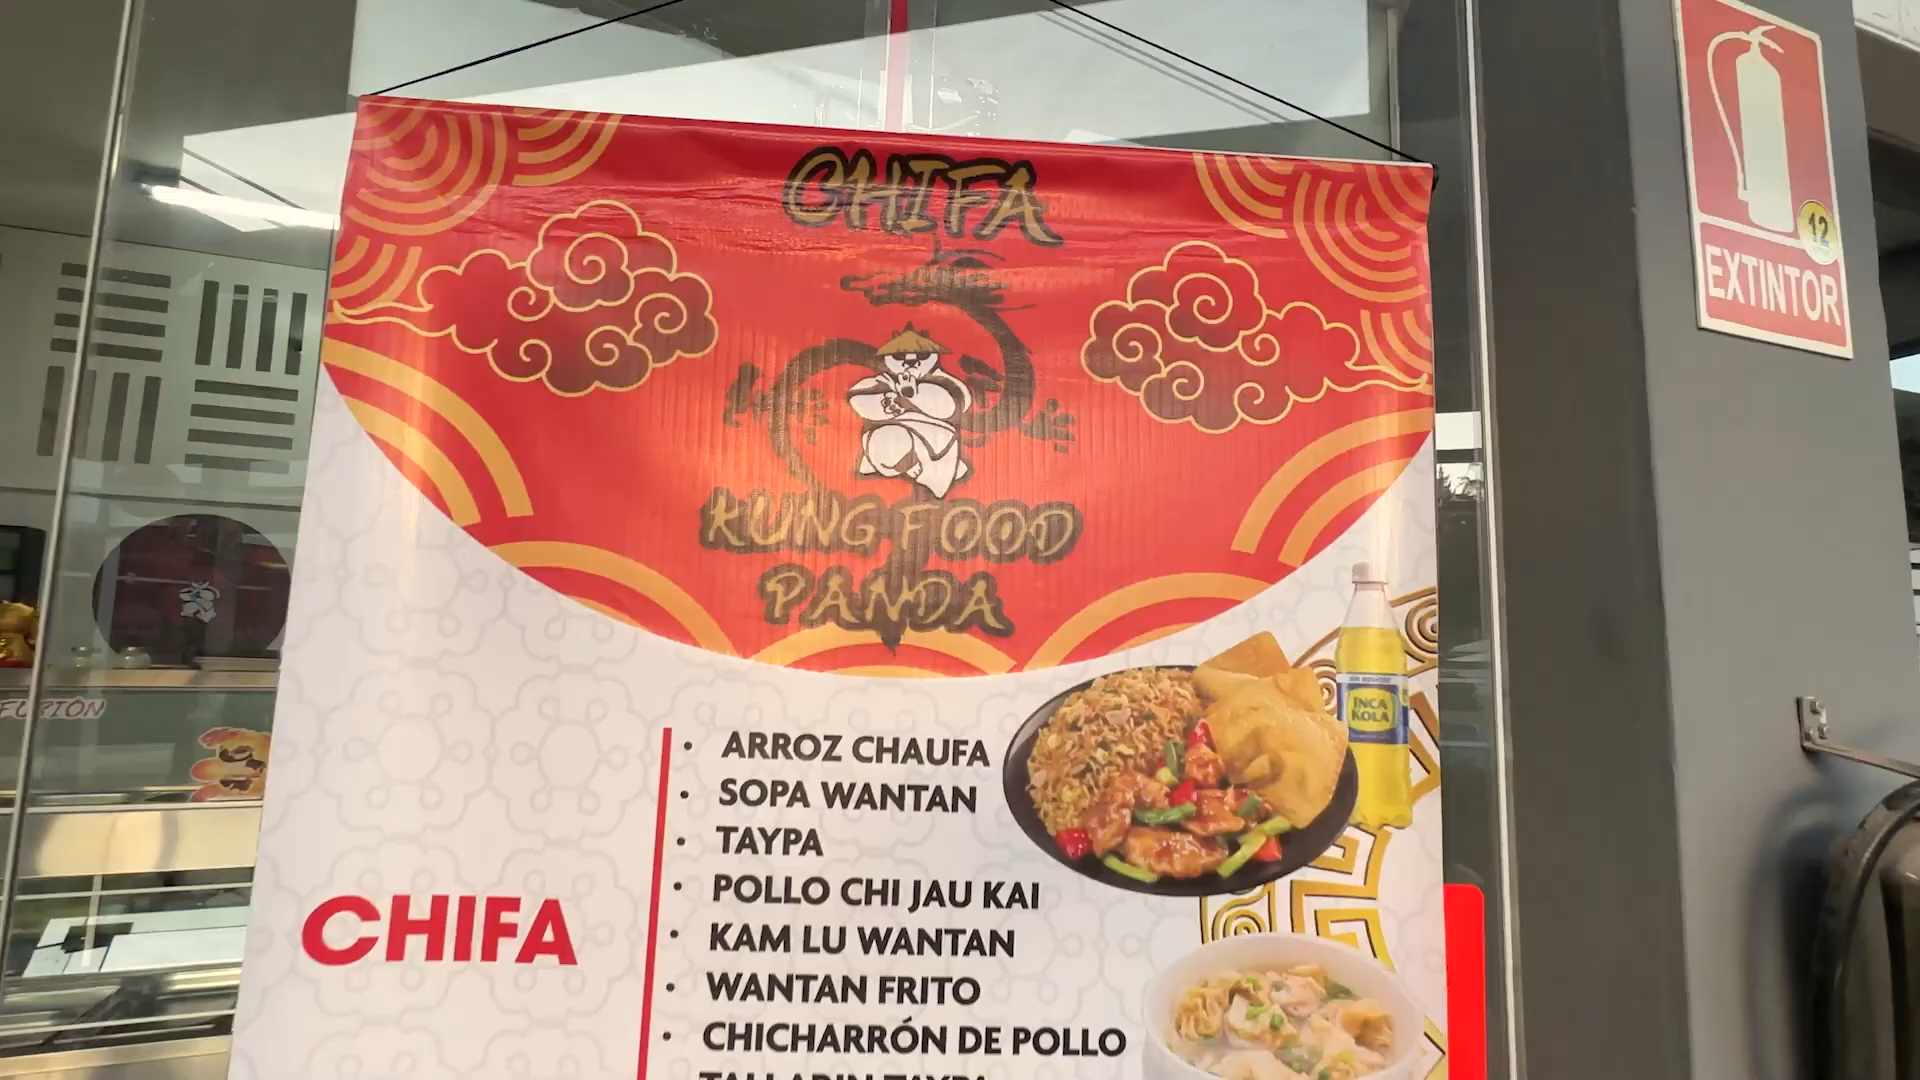 CHIFA
KUNG FOOD
PANDA
12
EXTINTOR
INCA
KOLA
CHIFA
• ARROZ CHAUFA
• SOPA WANTAN
• TAYPA
• POLLO CHI JAU KAI
• KAM LU WANTAN
• WANTAN FRITO
• CHICHARRÓN DE POLLO